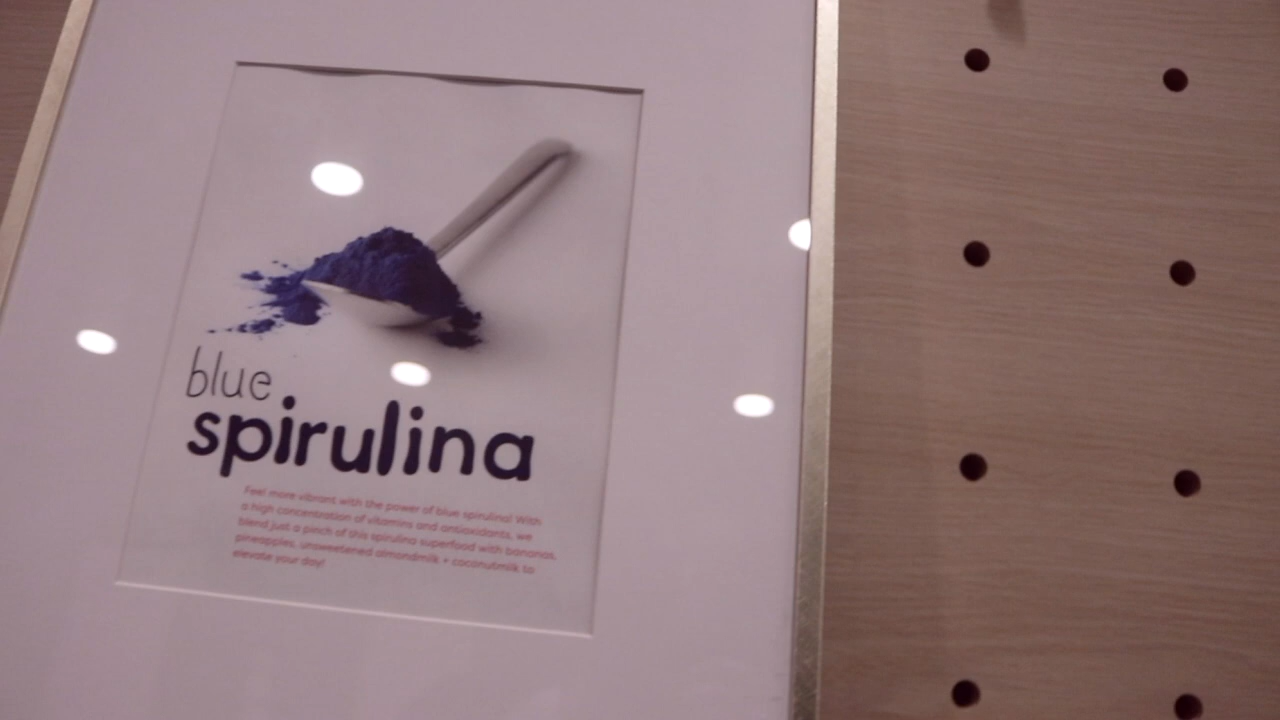 blue
spirulina
Feel more vibrant with the power of blue spirulina! With
a high concentration of vitamins and antioxidants, we
blend just a pinch of this spirulina superfood with bananas,
pineapples, unsweetened almondmilk + coconutmilk to
elevate your day!